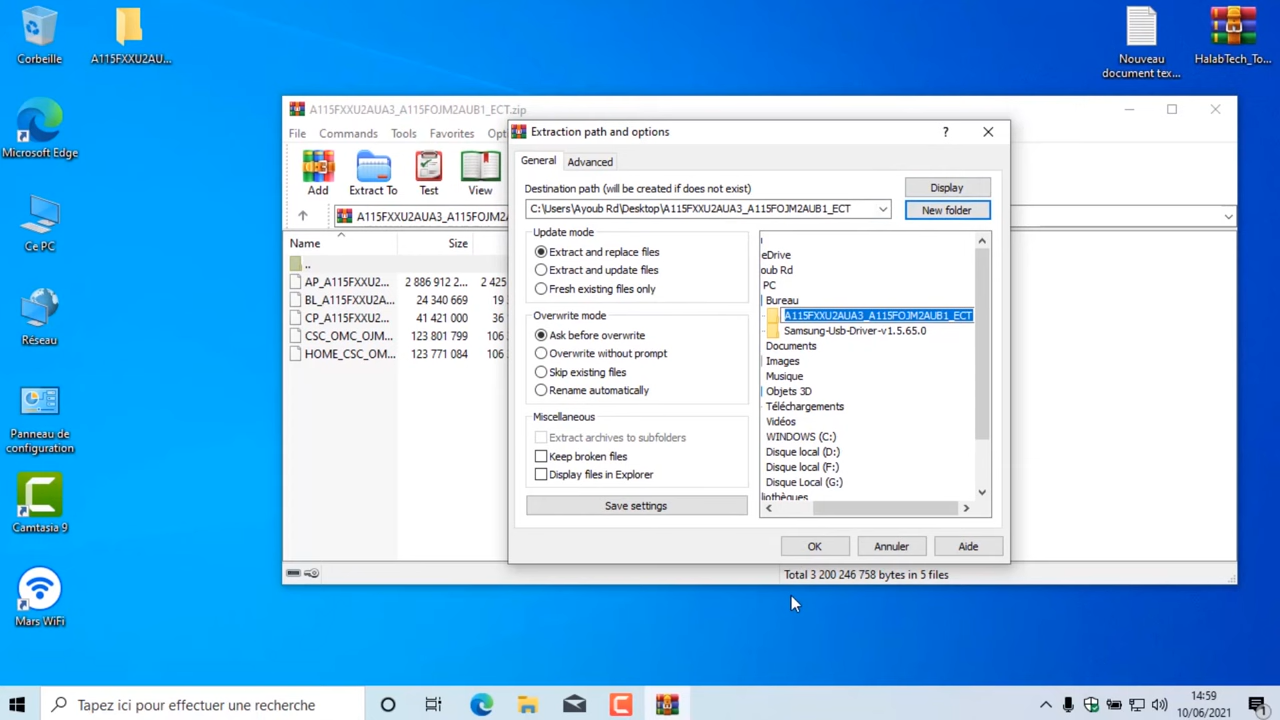 Corbeille
A115FXXU2AU...
Nouveau
document tex...
HalabTech_To...
Microsoft Edge
Ce PC
Réseau
Panneau de
configuration
Camtasia 9
Mars WiFi
A115FXXU2AUA3_A115FOJM2AUB1_ECT.zip
File Commands Tools Favorites Opt
Add Extract To Test View
A115FXXU2AUA3_A115FOJM2
Name Size
..
AP_A115FXXU2... 2 886 912 2... 2 425
BL_A115FXXU2A... 24 340 669 19
CP_A115FXXU2... 41 421 000 36
CSC_OMC_OJM... 123 801 799 106
HOME_CSC_OM... 123 771 084 106
Total 3 200 246 758 bytes in 5 files
Extraction path and options
?
General Advanced
Destination path (will be created if does not exist)
Display
C:\Users\Ayoub Rd\Desktop\A115FXXU2AUA3_A115FOJM2AUB1_ECT
New folder
Update mode
Extract and replace files
Extract and update files
Fresh existing files only
Overwrite mode
Ask before overwrite
Overwrite without prompt
Skip existing files
Rename automatically
Miscellaneous
Extract archives to subfolders
Keep broken files
Display files in Explorer
Save settings
eDrive
oub Rd
PC
Bureau
A115FXXU2AUA3_A115FOJM2AUB1_ECT
Samsung-Usb-Driver-v1.5.65.0
Documents
Images
Musique
Objets 3D
Téléchargements
Vidéos
WINDOWS (C:)
Disque local (D:)
Disque local (F:)
Disque Local (G:)
liothèques
OK Annuler Aide
Tapez ici pour effectuer une recherche
14:59
10/06/2021
1